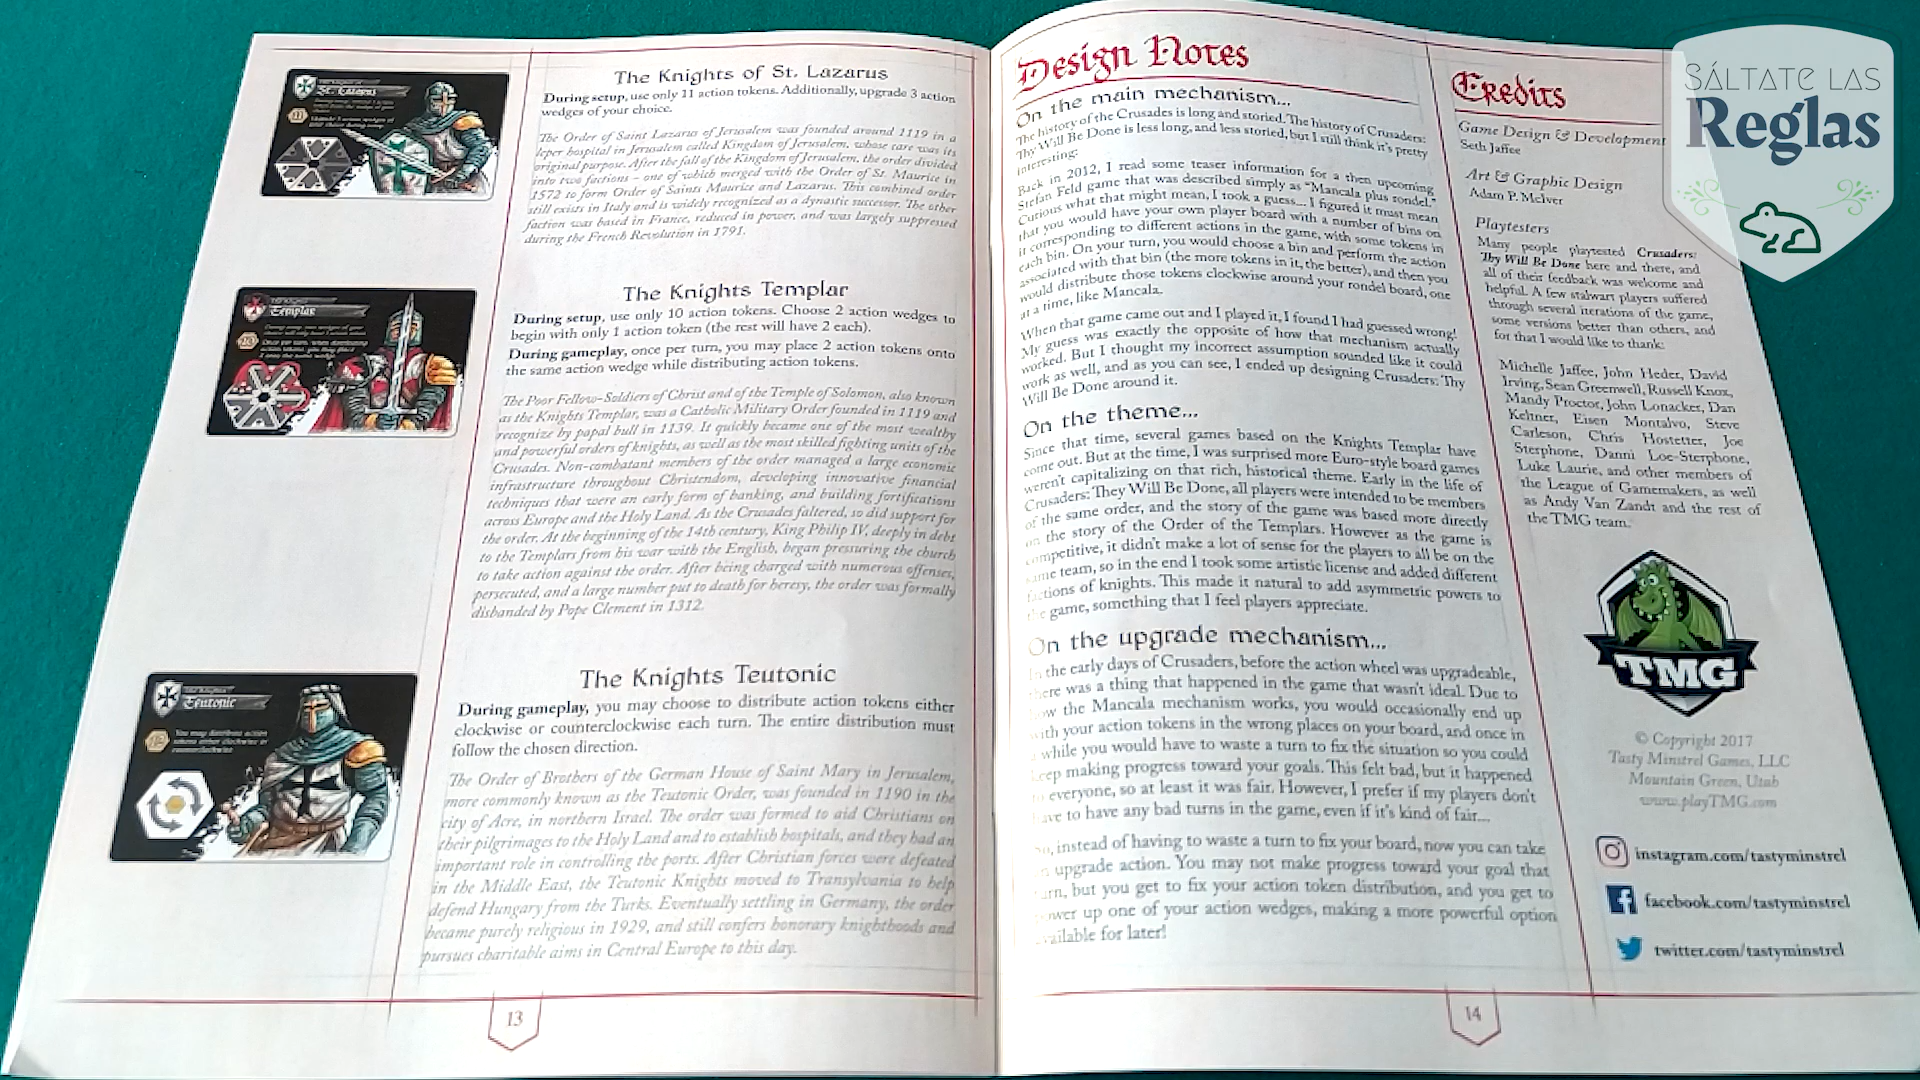 St. Lazarus
The Knights of St. Lazarus
During setup, use only 11 action tokens. Additionally, upgrade 3 action
wedges of your choice.
The Order of Saint Lazarus of Jerusalem was founded around 1119 in a
leper hospital in Jerusalem called Kingdom of Jerusalem, whose care was its
original purpose. After the fall of the Kingdom of Jerusalem, the order divided
into two factions – one of which merged with the Order of St. Maurice in
1572 to form Order of Saints Maurice and Lazarus. This combined order
still exists in Italy and is widely recognized as a dynastic successor. The other
faction was based in France, reduced in power, and was largely suppressed
during the French Revolution in 1791.
Templar
The Knights Templar
During setup, use only 10 action tokens. Choose 2 action wedges to
begin with only 1 action token (the rest will have 2 each).
During gameplay, once per turn, you may place 2 action tokens onto
the same action wedge while distributing action tokens.
The Poor Fellow-Soldiers of Christ and of the Temple of Solomon, also known
as the Knights Templar, was a Catholic Military Order founded in 1119 and
recognize by papal bull in 1139. It quickly became one of the most wealthy
and powerful orders of knights, as well as the most skilled fighting units of the
Crusades. Non-combatant members of the order managed a large economic
infrastructure throughout Christendom, developing innovative financial
techniques that were an early form of banking, and building fortifications
across Europe and the Holy Land. As the Crusades faltered, so did support for
the order. At the beginning of the 14th century, King Philip IV, deeply in debt
to the Templars from his war with the English, began pressuring the church
to take action against the order. After being charged with numerous offenses,
persecuted, and a large number put to death for heresy, the order was formally
disbanded by Pope Clement in 1312.
Teutonic
You may distribute action
tokens either clockwise or
counterclockwise
The Knights Teutonic
During gameplay, you may choose to distribute action tokens either
clockwise or counterclockwise each turn. The entire distribution must
follow the chosen direction.
The Order of Brothers of the German House of Saint Mary in Jerusalem,
more commonly known as the Teutonic Order, was founded in 1190 in the
city of Acre, in northern Israel. The order was formed to aid Christians on
their pilgrimages to the Holy Land and to establish hospitals, and they had an
important role in controlling the ports. After Christian forces were defeated
in the Middle East, the Teutonic Knights moved to Transylvania to help
defend Hungary from the Turks. Eventually settling in Germany, the order
became purely religious in 1929, and still confers honorary knighthoods and
pursues charitable aims in Central Europe to this day.
13
Design Notes
On the main mechanism...
The history of the Crusades is long and storied. The history of Crusaders:
Thy Will Be Done is less long, and less storied, but I still think it's pretty
interesting:
Back in 2012, I read some teaser information for a then upcoming
Stefan Feld game that was described simply as "Mancala plus rondel."
Curious what that might mean, I took a guess... I figured it must mean
that you would have your own player board with a number of bins on
it corresponding to different actions in the game, with some tokens in
each bin. On your turn, you would choose a bin and perform the action
associated with that bin (the more tokens in it, the better), and then you
would distribute those tokens clockwise around your rondel board, one
at a time, like Mancala.
When that game came out and I played it, I found I had guessed wrong!
My guess was exactly the opposite of how that mechanism actually
worked. But I thought my incorrect assumption sounded like it could
work as well, and as you can see, I ended up designing Crusaders: Thy
Will Be Done around it.
On the theme...
Since that time, several games based on the Knights Templar have
come out. But at the time, I was surprised more Euro-style board games
weren't capitalizing on that rich, historical theme. Early in the life of
Crusaders: They Will Be Done, all players were intended to be members
of the same order, and the story of the game was based more directly
on the story of the Order of the Templars. However as the game is
competitive, it didn't make a lot of sense for the players to all be on the
same team, so in the end I took some artistic license and added different
factions of knights. This made it natural to add asymmetric powers to
the game, something that I feel players appreciate.
On the upgrade mechanism...
In the early days of Crusaders, before the action wheel was upgradeable,
there was a thing that happened in the game that wasn't ideal. Due to
how the Mancala mechanism works, you would occasionally end up
with your action tokens in the wrong places on your board, and once in
a while you would have to waste a turn to fix the situation so you could
keep making progress toward your goals. This felt bad, but it happened
to everyone, so at least it was fair. However, I prefer if my players don't
have to have any bad turns in the game, even if it's kind of fair...
So, instead of having to waste a turn to fix your board, now you can take
an upgrade action. You may not make progress toward your goal that
turn, but you get to fix your action token distribution, and you get to
power up one of your action wedges, making a more powerful option
available for later!
14
Credits
Game Design & Development
Seth Jaffee
Art & Graphic Design
Adam P. McIver
Playtesters
Many people playtested Crusaders:
Thy Will Be Done here and there, and
all of their feedback was welcome and
helpful. A few stalwart players suffered
through several iterations of the game,
some versions better than others, and
for that I would like to thank:
Michelle Jaffee, John Heder, David
Irving, Sean Greenwell, Russell Knox,
Mandy Proctor, John Lonacker, Dan
Keltner, Eisen Montalvo, Steve
Carleson, Chris Hostetter, Joe
Sterphone, Danni Loe-Sterphone,
Luke Laurie, and other members of
the League of Gamemakers, as well
as Andy Van Zandt and the rest of
the TMG team.
TMG
© Copyright 2017
Tasty Minstrel Games, LLC
Mountain Green, Utah
www.playTMG.com
instagram.com/tastyminstrel
facebook.com/tastyminstrel
twitter.com/tastyminstrel
SÁLTATE LAS
Reglas